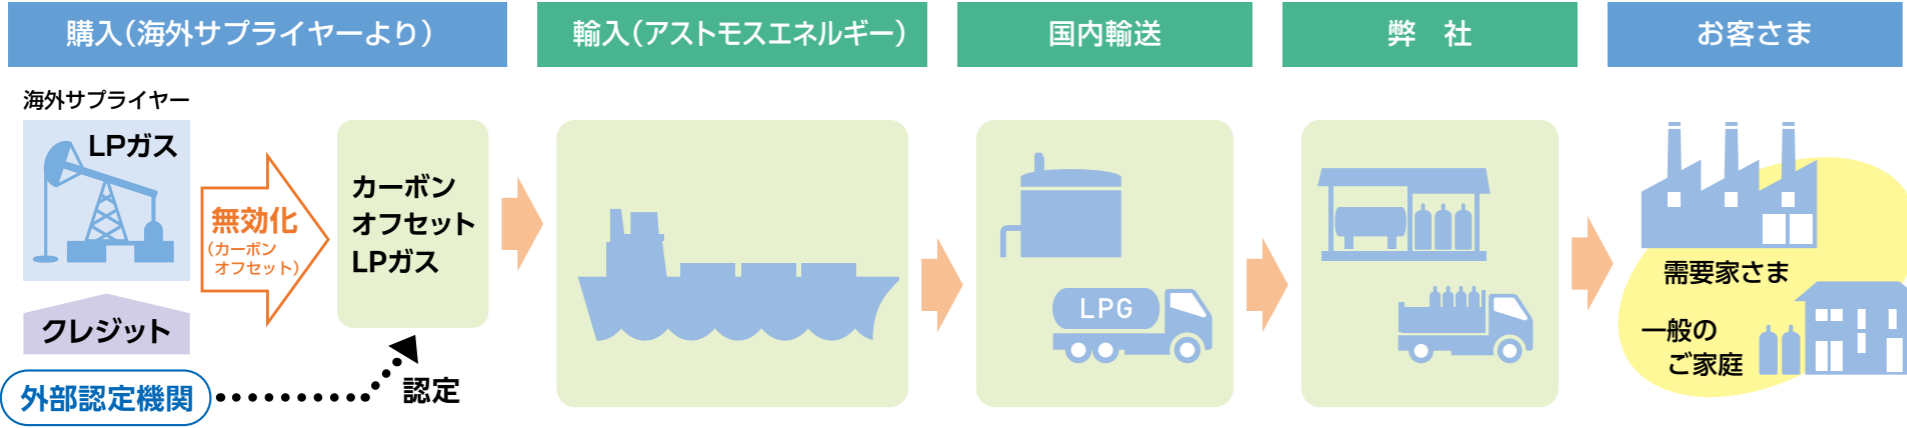 購入（海外サプライヤーより）
輸入（アストモスエネルギー）
国内輸送
弊　社
お客さま
海外サプライヤー
LPガス
無効化
（カーボン
オフセット）
クレジット
外部認定機関
カーボン
オフセット
LPガス
認定
LPG
需要家さま
一般の
ご家庭